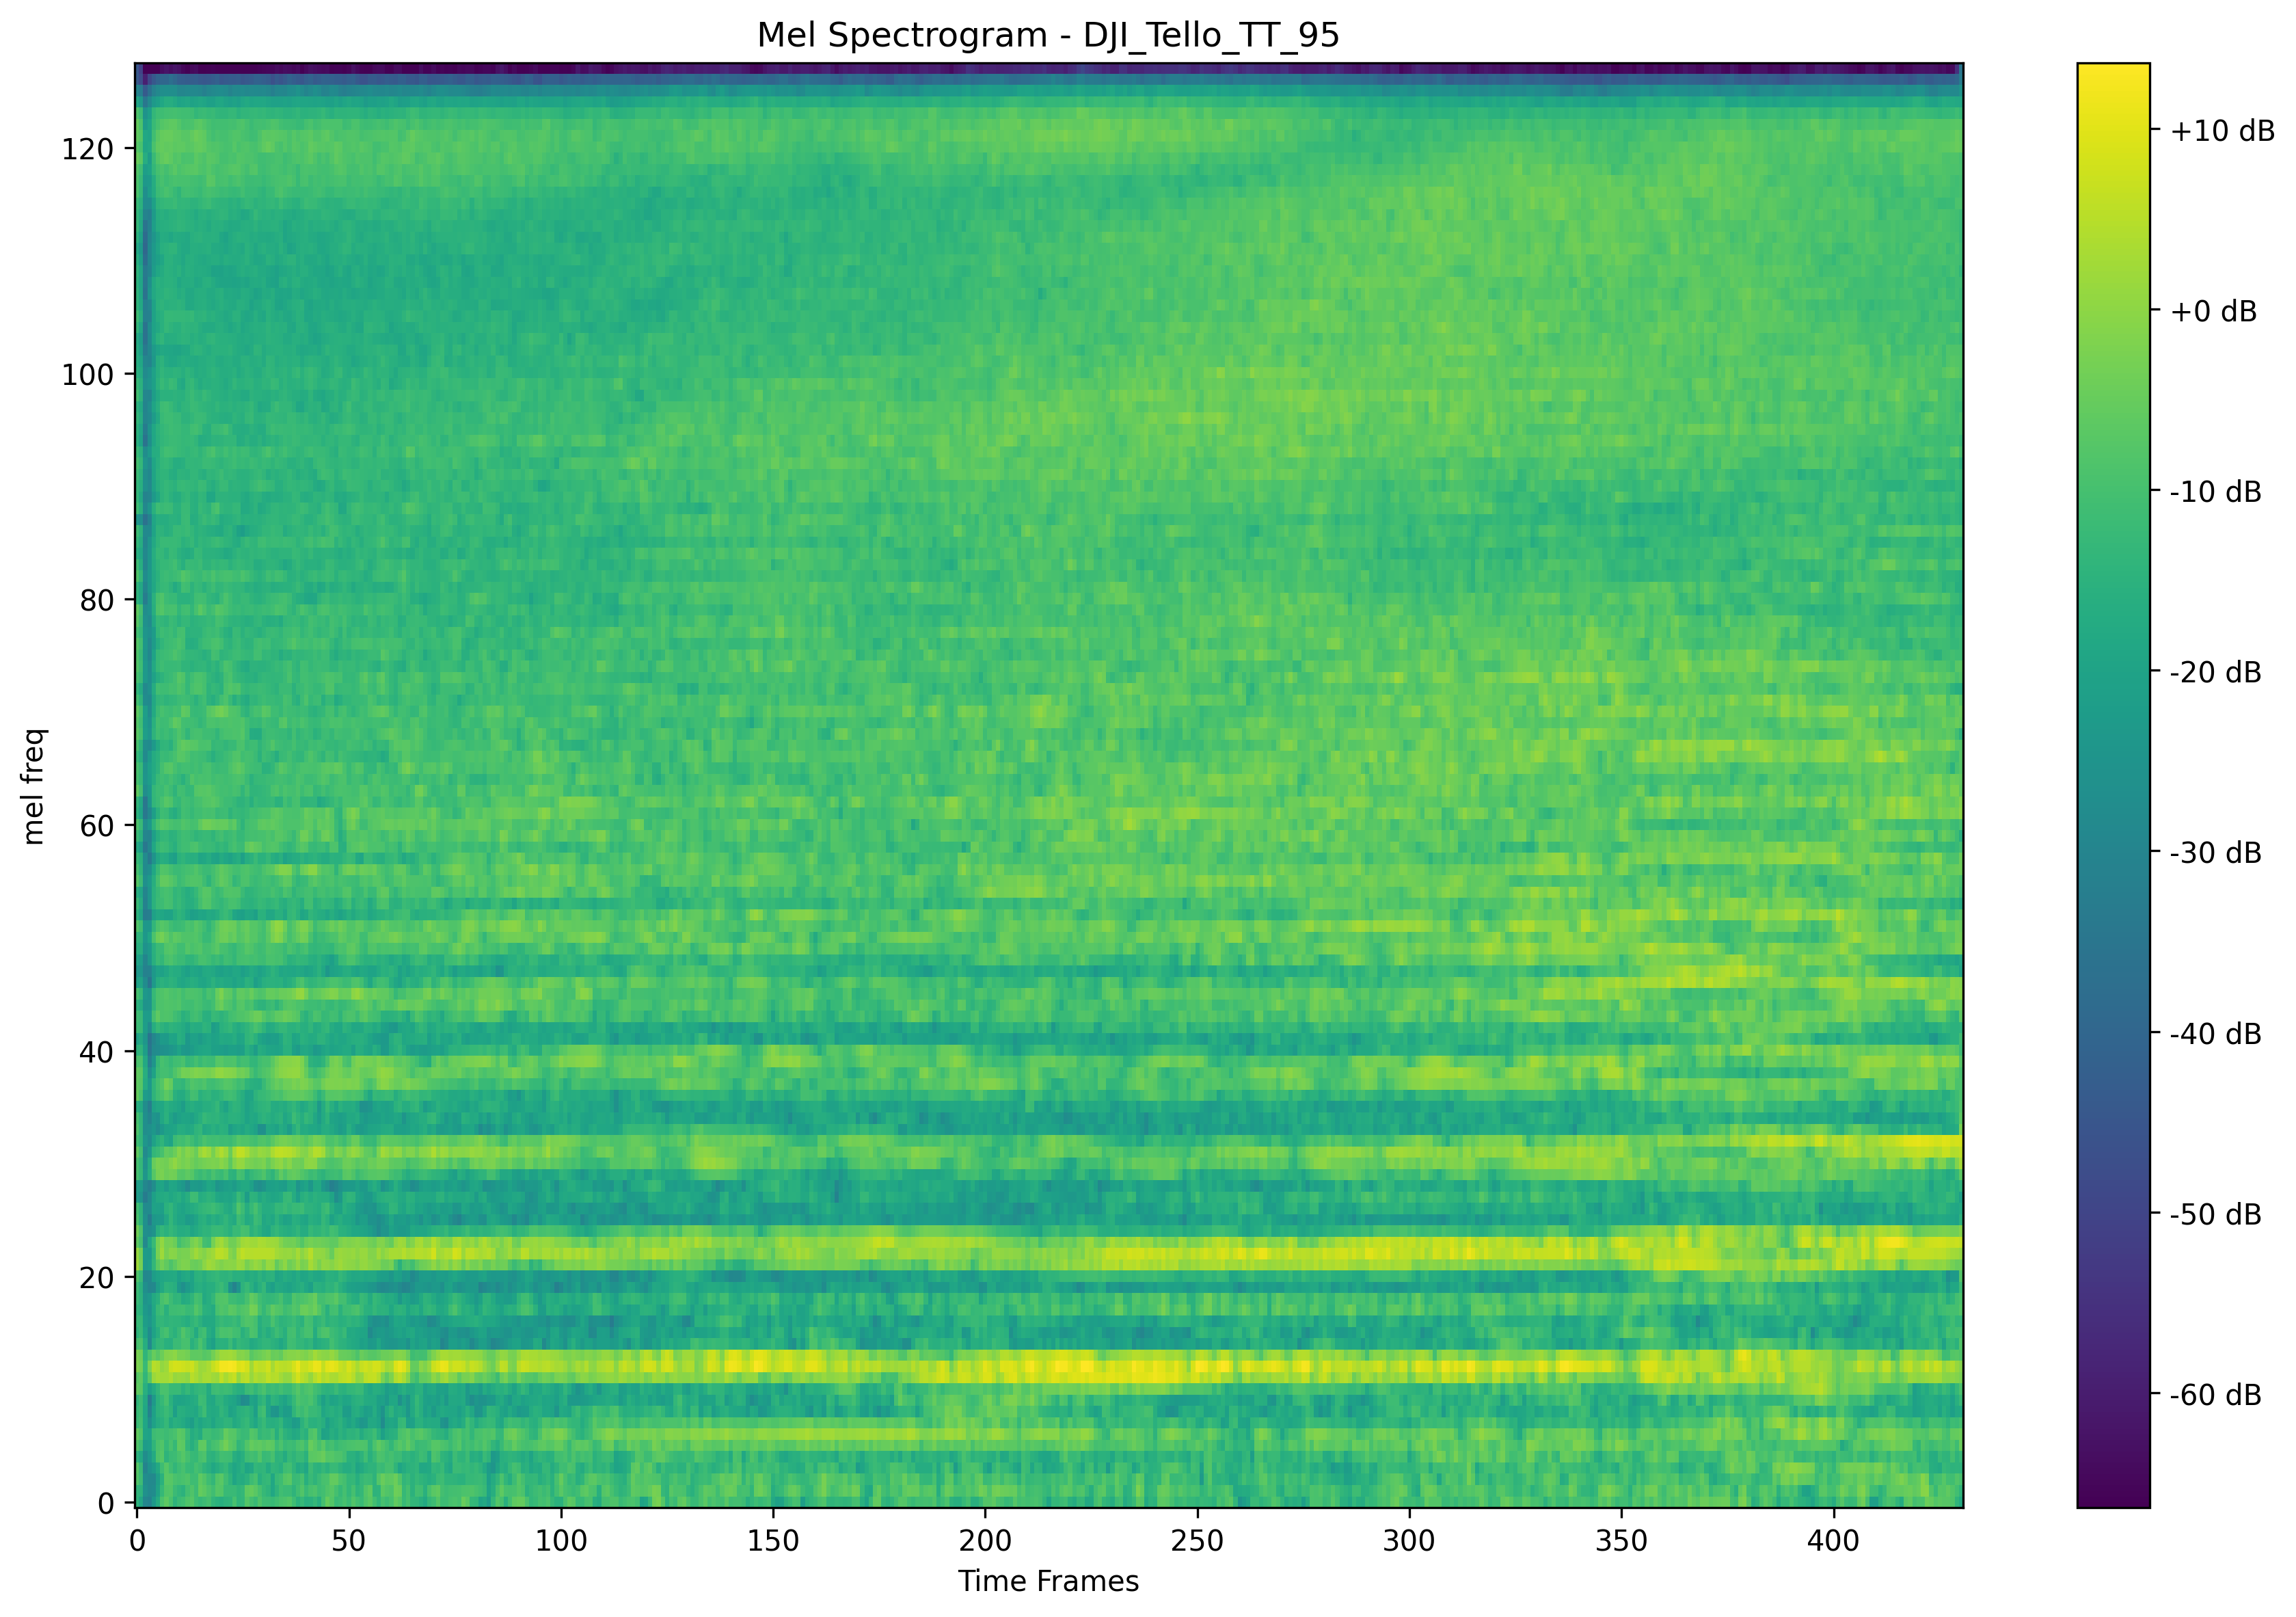 Mel Spectrogram - DJI_Tello_TT_95
mel freq
120
100
80
60
40
20
0
0 50 100 150 200 250 300 350 400
Time Frames
+10 dB
+0 dB
-10 dB
-20 dB
-30 dB
-40 dB
-50 dB
-60 dB